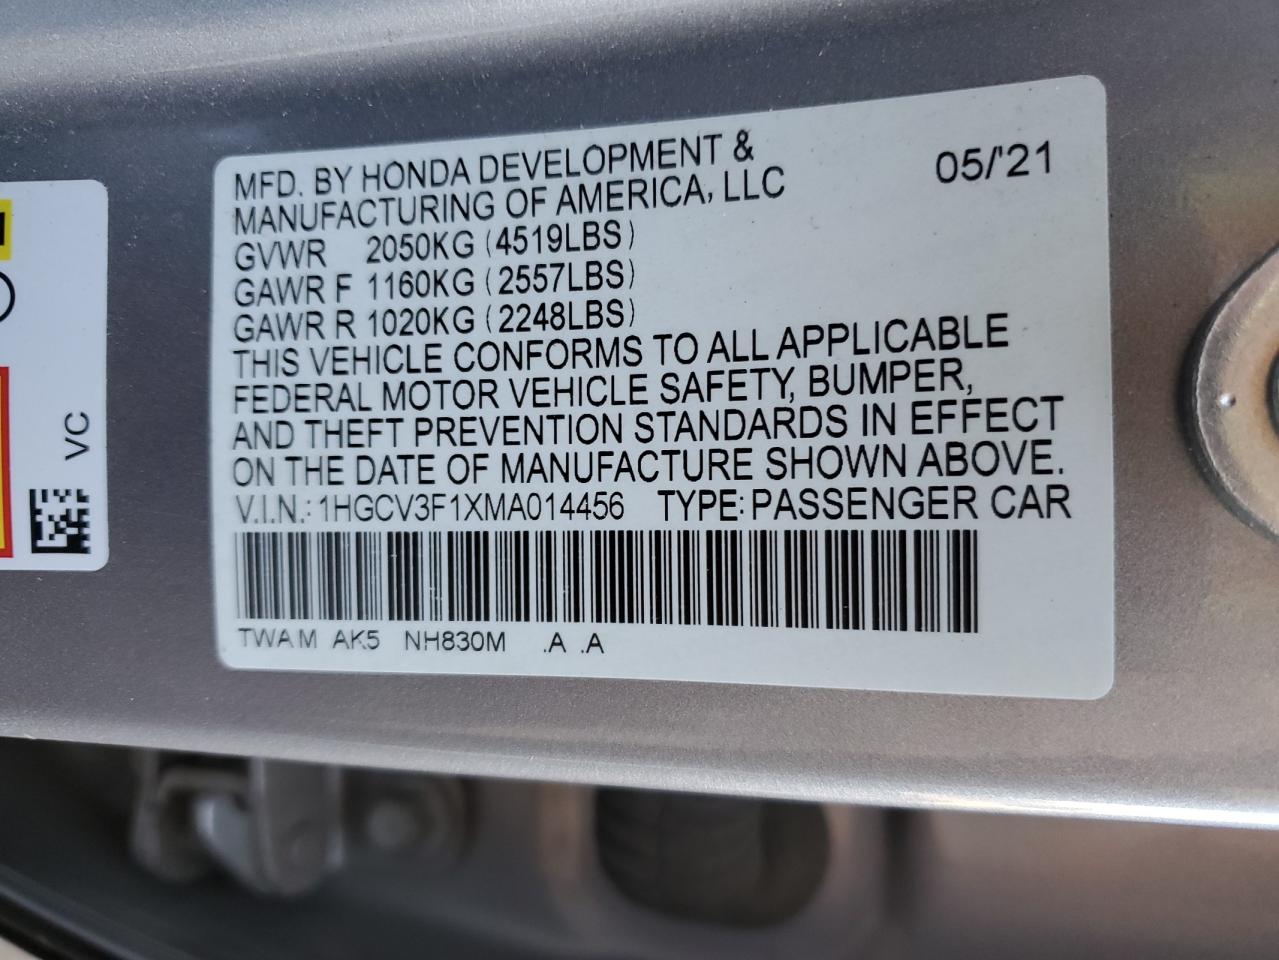 MFD. BY HONDA DEVELOPMENT &
MANUFACTURING OF AMERICA, LLC
05/'21
GVWR 2050KG (4519LBS)
GAWR F 1160KG (2557LBS)
GAWR R 1020KG (2248LBS)
THIS VEHICLE CONFORMS TO ALL APPLICABLE
FEDERAL MOTOR VEHICLE SAFETY, BUMPER,
AND THEFT PREVENTION STANDARDS IN EFFECT
ON THE DATE OF MANUFACTURE SHOWN ABOVE.
V.I.N.: 1HGCV3F1XMA014456 TYPE: PASSENGER CAR
TWAM AK5 NH830M .A .A
VC